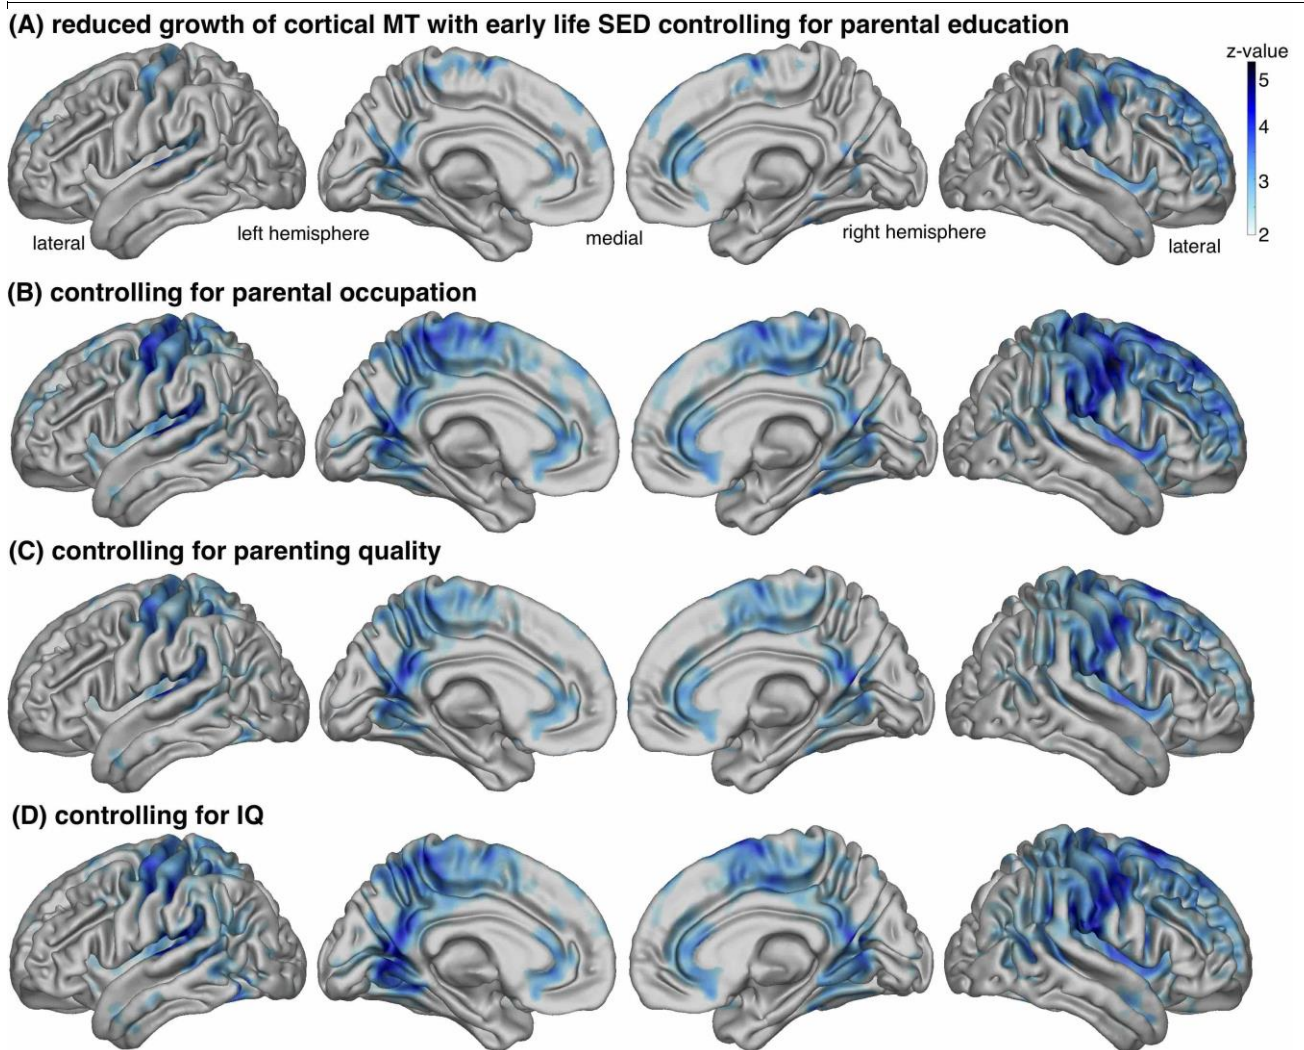 (A) reduced growth of cortical MT with early life SED controlling for parental education
z-value
5
4
3
2
lateral
left hemisphere
medial
right hemisphere
lateral
(B) controlling for parental occupation
(C) controlling for parenting quality
(D) controlling for IQ